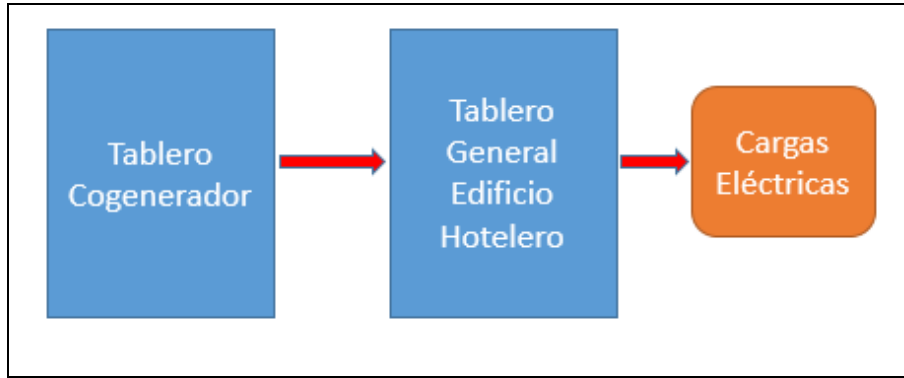 Tablero
Cogenerador
Tablero
General
Edificio
Hotelero
Cargas
Eléctricas